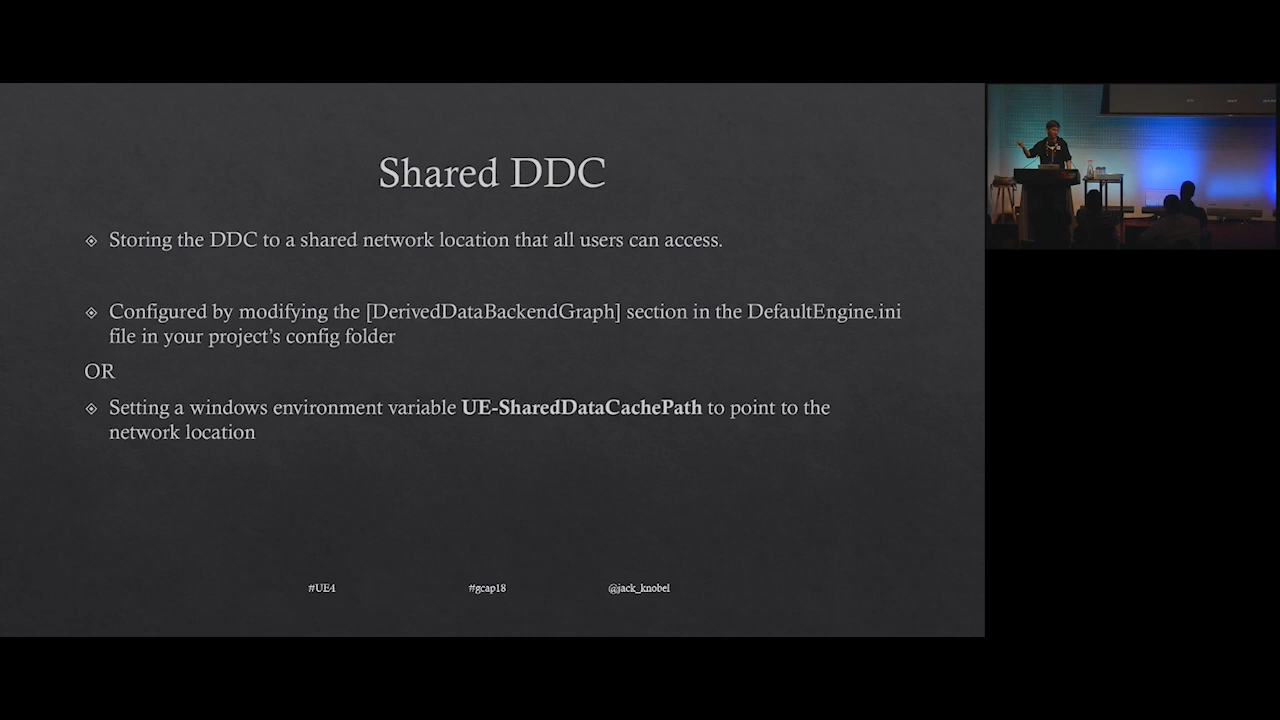 Shared DDC
Storing the DDC to a shared network location that all users can access.
Configured by modifying the [DerivedDataBackendGraph] section in the DefaultEngine.ini
file in your project's config folder
OR
Setting a windows environment variable UE-SharedDataCachePath to point to the
network location
#UE4 #gcap18 @jack_knobel